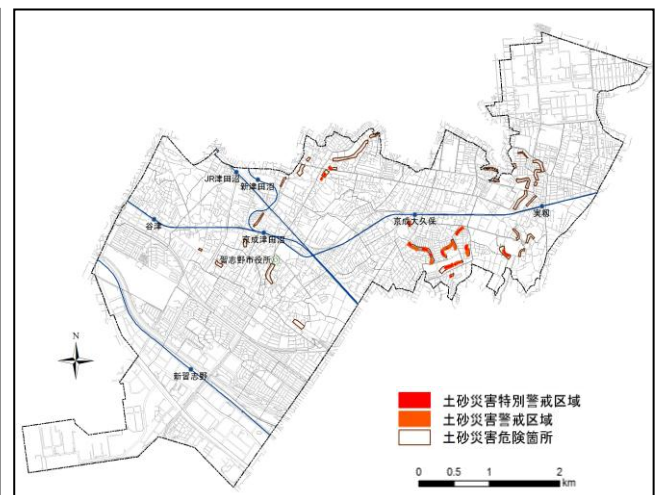 JR津田沼
新津田沼
谷津
京成津田沼
京成大久保
実籾
習志野市役所
新習志野
N
土砂災害特別警戒区域
土砂災害警戒区域
土砂災害危険箇所
0 0.5 1 2
km